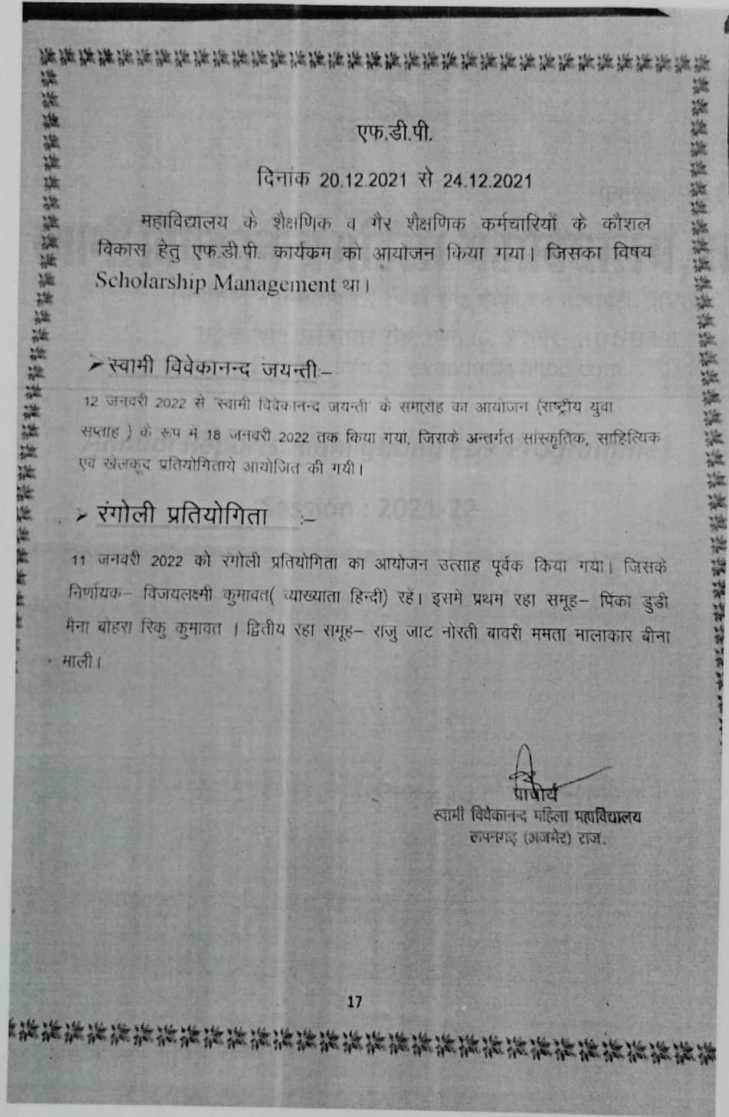 एफ.डी.पी.
दिनांक 20.12.2021 से 24.12.2021
महाविद्यालय के शैक्षणिक व गैर शैक्षणिक कर्मचारियों के कौशल
विकास हेतु एफ.डी.पी. कार्यकम को आयोजन किया गया। जिसका विषय
Scholarship Management था।
➤ स्वामी विवेकानन्द जयन्ती:–
12 जनवरी 2022 से 'स्वामी विवेकानन्द जयन्ती' के समारोह का आयोजन (राष्ट्रीय युवा
सप्ताह ) के रूप में 18 जनवरी 2022 तक किया गया, जिसके अन्तर्गत सांस्कृतिक, साहित्यिक
एवं खेलकूद प्रतियोगिताये आयोजित की गयी।
➤ रंगोली प्रतियोगिता :–
11 जनवरी 2022 को रंगोली प्रतियोगिता का आयोजन उत्साह पूर्वक किया गया। जिसके
निर्णायक– विजयलक्ष्मी कुमावत( व्याख्याता हिन्दी) रहे। इसमें प्रथम रहा समूह– पिंका डुडी
मैना बोहरा रिंकु कुमावत । द्वितीय रहा समूह– राजु जाट नोरती बावरी ममता मालाकार बीना
माली।
प्राचार्य
स्वामी विवेकानन्द महिला महाविद्यालय
रूपनगढ़ (अजमेर) राज.
17
Session : 2021-22